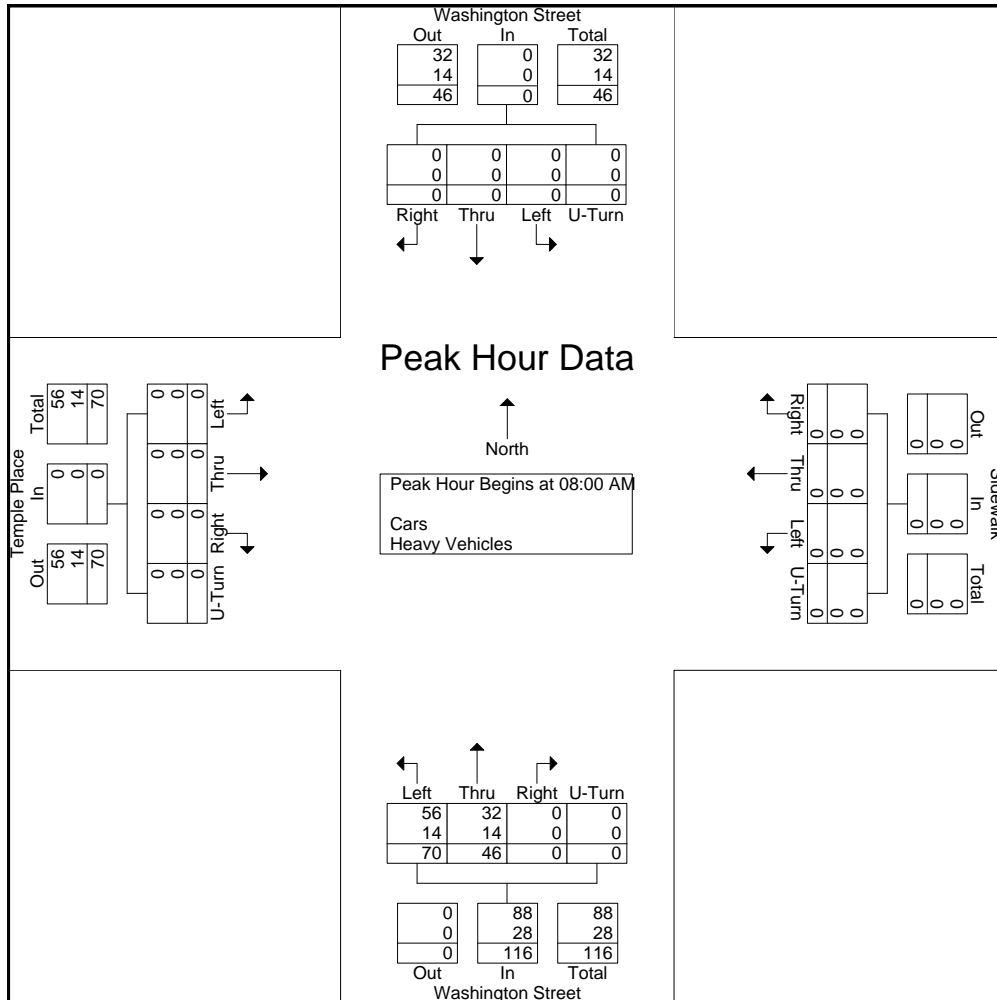 Washington Street
Out In Total
32 0 32
14 0 14
46 0 46
0 0 0 0
0 0 0 0
0 0 0 0
Right Thru Left U-Turn
Peak Hour Data
North
Peak Hour Begins at 08:00 AM
Cars
Heavy Vehicles
Temple Place
Out In Total
56 0 56
14 0 14
70 0 70
0 0 0 0
0 0 0 0
0 0 0 0
U-Turn Right Thru Left
Sidewalk
Out In Total
0 0 0
0 0 0
0 0 0
0 0 0 0
0 0 0 0
0 0 0 0
Right Thru Left U-Turn
Left Thru Right U-Turn
56 32 0 0
14 14 0 0
70 46 0 0
0 88 88
0 28 28
0 116 116
Out In Total
Washington Street